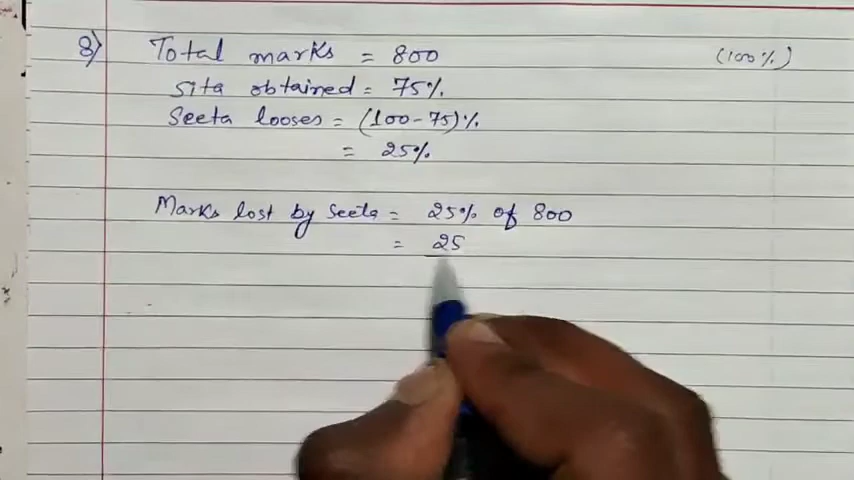 8) Total marks = 800 (100%)
Sita obtained = 75%
Seeta looses = (100-75)%
= 25%
Marks lost by Seeta = 25% of 800
= 25